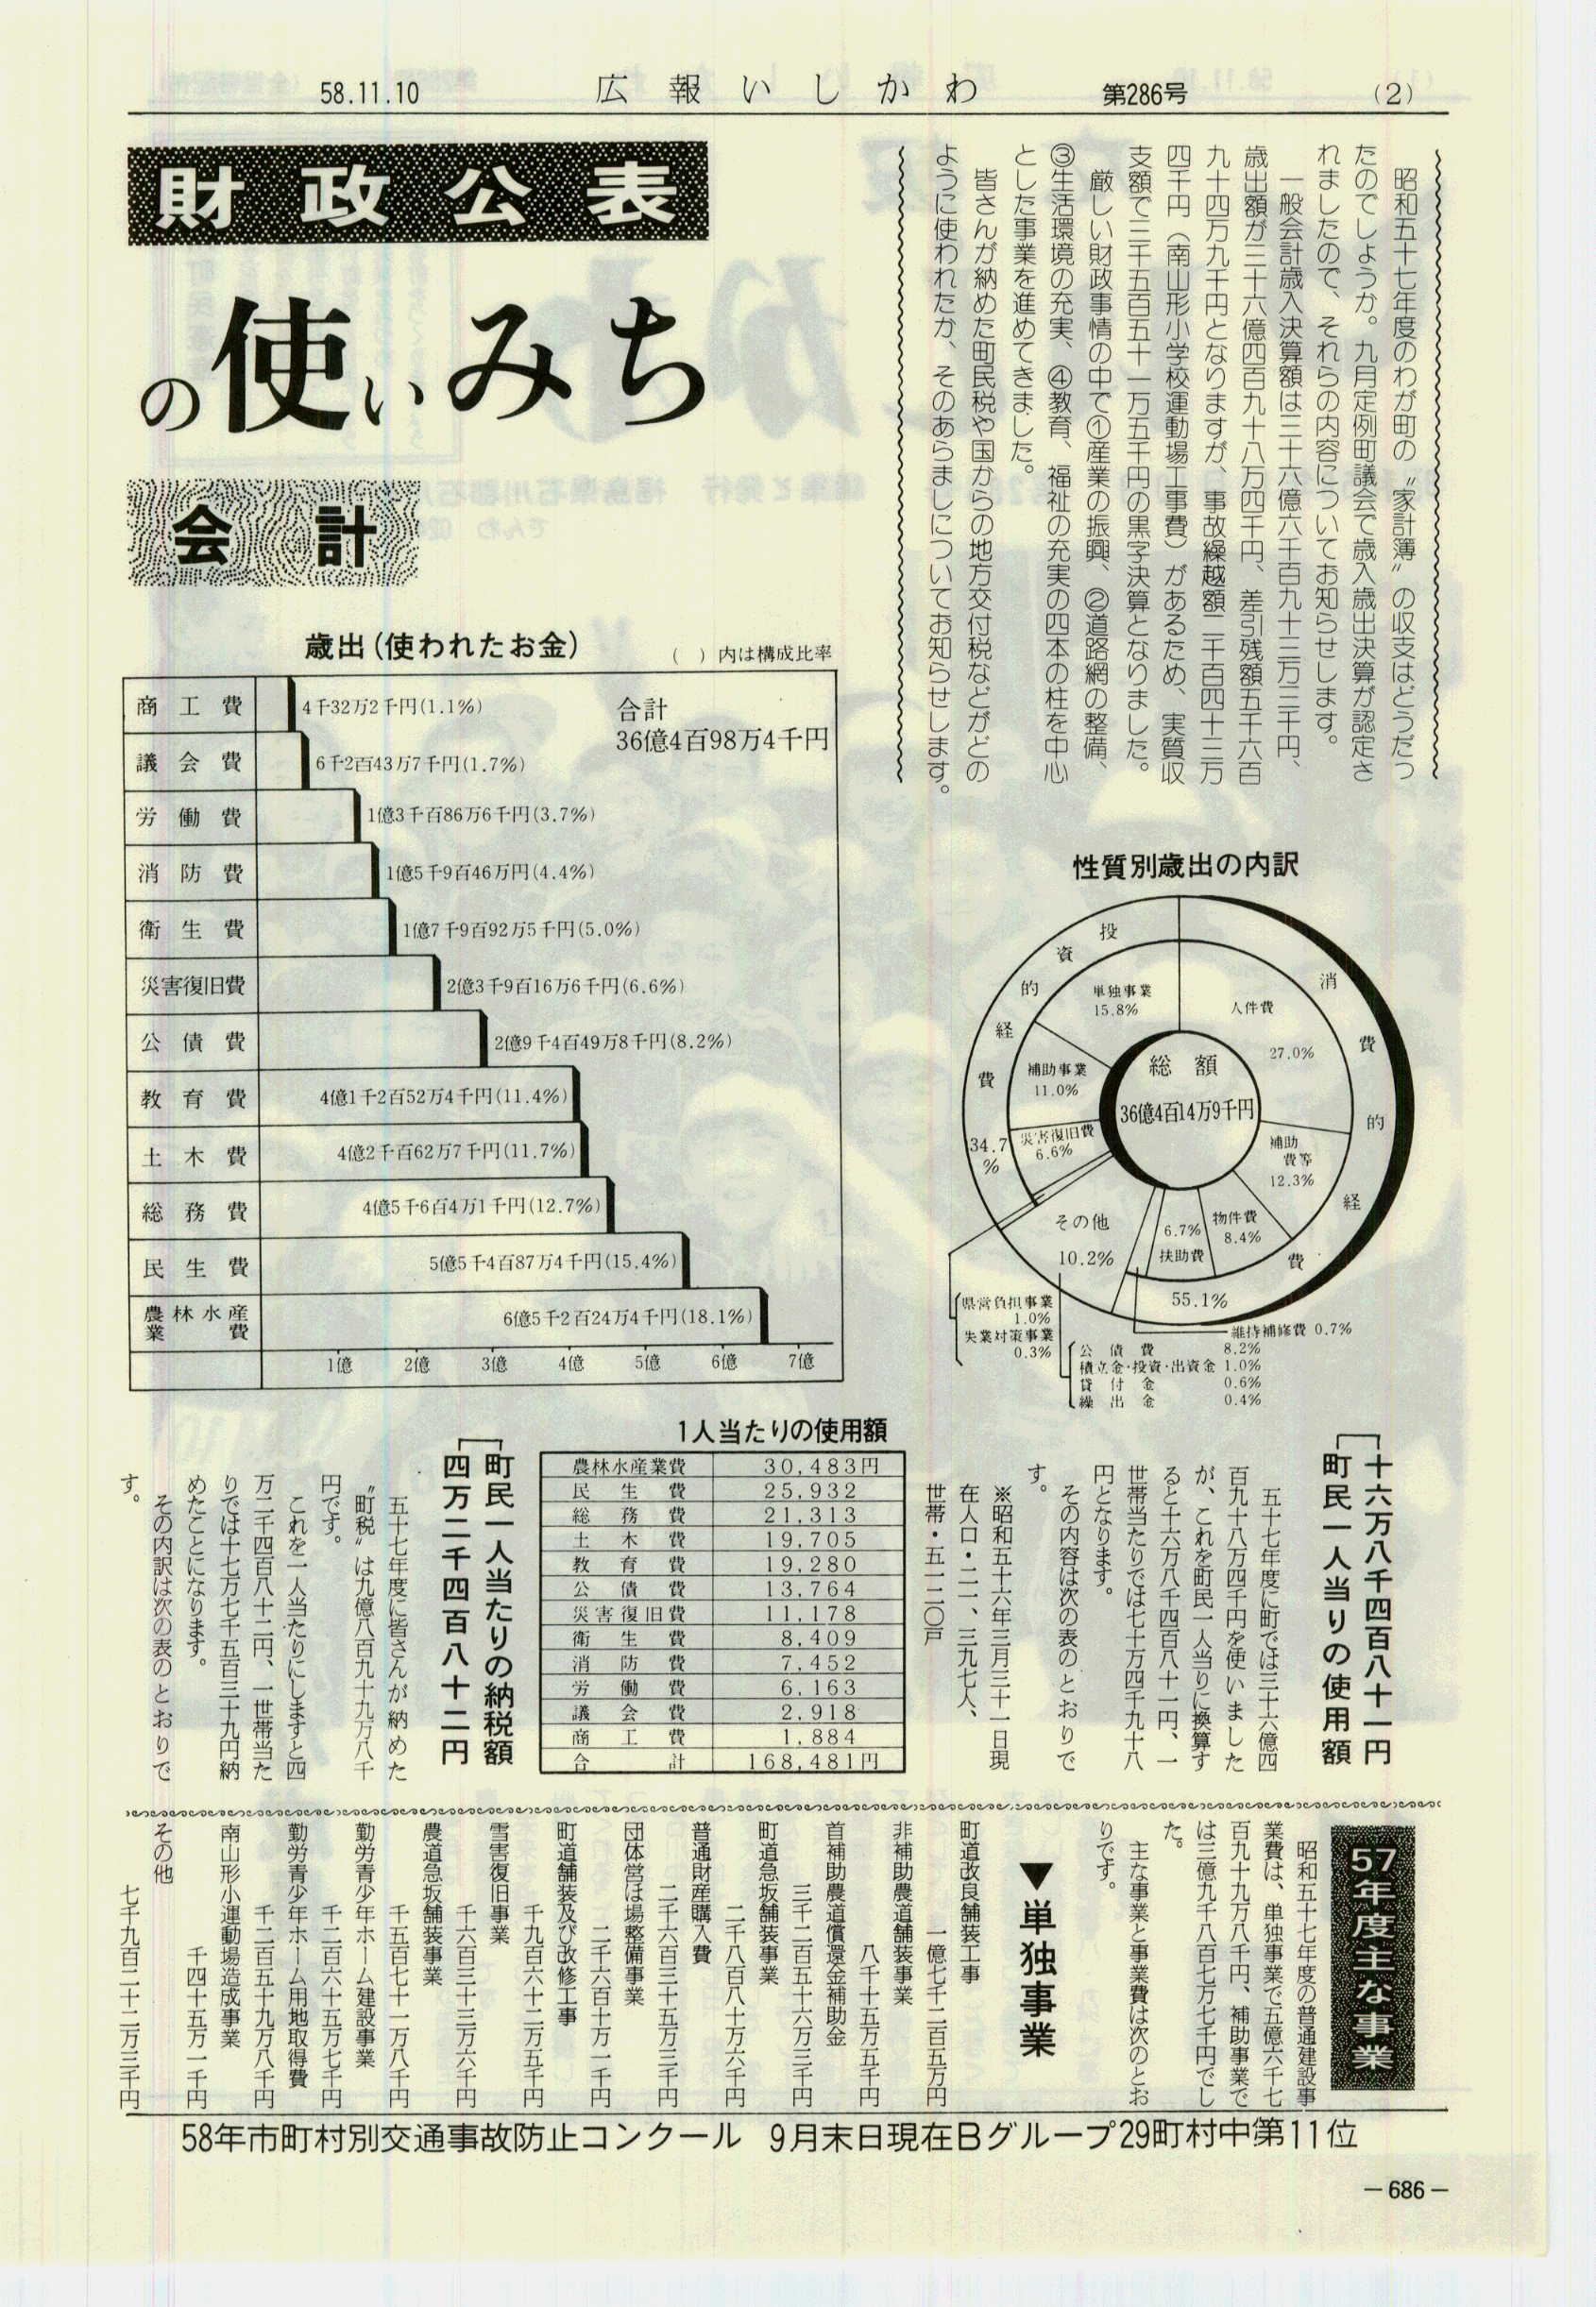 58.11.10
広報いしかわ
第286号
(2)
財政公表
の使いみち
会計
昭和五十七年度のわが町の〝家計簿〟の収支はどうだっ
たのでしょうか。九月定例町議会で歳入歳出決算が認定さ
れましたので、それらの内容についてお知らせします。
一般会計歳入決算額は三十六億六千百九十三万三千円、
歳出額が三十六億四百九十八万四千円、差引残額五千六百
九十四万九千円となりますが、事故繰越額二千百四十三万
四千円(南山形小学校運動場工事費)があるため、実質収
支額で三千五百五十一万五千円の黒字決算となりました。
厳しい財政事情の中で①産業の振興、②道路網の整備、
③生活環境の充実、④教育、福祉の充実の四本の柱を中心
とした事業を進めてきました。
皆さんが納めた町民税や国からの地方交付税などがどの
ように使われたか、そのあらましについてお知らせします。
歳出(使われたお金)
( )内は構成比率
合計
36億4百98万4千円
商工費 4千32万2千円(1.1%)
議会費 6千2百43万7千円(1.7%)
労働費 1億3千百86万6千円(3.7%)
消防費 1億5千9百46万円(4.4%)
衛生費 1億7千9百92万5千円(5.0%)
災害復旧費 2億3千9百16万6千円(6.6%)
公債費 2億9千4百49万8千円(8.2%)
教育費 4億1千2百52万4千円(11.4%)
土木費 4億2千百62万7千円(11.7%)
総務費 4億5千6百4万1千円(12.7%)
民生費 5億5千4百87万4千円(15.4%)
農林水産業費 6億5千2百24万4千円(18.1%)
1億 2億 3億 4億 5億 6億 7億
性質別歳出の内訳
総額
36億4百14万9千円
消費的経費
55.1%
人件費
27.0%
補助費等
12.3%
物件費
8.4%
6.7%
扶助費
維持補修費 0.7%
その他
10.2%
公債費 8.2%
積立金・投資・出資金 1.0%
貸付金 0.6%
繰出金 0.4%
投資的経費
34.7%
単独事業
15.8%
補助事業
11.0%
災害復旧費
6.6%
県営負担事業
1.0%
失業対策事業
0.3%
十六万八千四百八十一円
町民一人当りの使用額
五十七年度に町では三十六億四
百九十八万四千円を使いました
が、これを町民一人当りに換算す
ると十六万八千四百八十一円、一
世帯当たりでは七十万四千九十八
円となります。
その内容は次の表のとおりで
す。
※昭和五十六年三月三十一日現
在人口・二一、三九七人、
世帯・五一二〇戸
1人当たりの使用額
農林水産業費 30,483円
民生費 25,932
総務費 21,313
土木費 19,705
教育費 19,280
公債費 13,764
災害復旧費 11,178
衛生費 8,409
消防費 7,452
労働費 6,163
議会費 2,918
商工費 1,884
合計 168,481円
町民一人当たりの納税額
四万二千四百八十二円
五十七年度に皆さんが納めた
〝町税〟は九億八百九十九万八千
円です。
これを一人当たりにしますと四
万二千四百八十二円、一世帯当た
りでは十七万七千五百三十九円納
めたことになります。
その内訳は次の表のとおりで
す。
57年度主な事業
昭和五十七年度の普通建設事
業費は、単独事業で五億六千七
百九十九万八千円、補助事業で
は三億九千八百七万七千円でし
た。
主な事業と事業費は次のとお
りです。
▼単独事業
町道改良舗装工事
一億七千二百五万円
非補助農道舗装事業
八千十五万五千円
首補助農道償還金補助金
三千二百五十六万三千円
町道急坂舗装事業
二千八百八十万六千円
普通財産購入費
二千六百三十五万三千円
団体営ほ場整備事業
二千六百十万一千円
町道舗装及び改修工事
千九百六十二万五千円
雪害復旧事業
千六百三十三万六千円
農道急坂舗装事業
千五百七十一万八千円
勤労青少年ホーム建設事業
千二百六十五万七千円
勤労青少年ホーム用地取得費
千二百五十九万八千円
南山形小運動場造成事業
千四十五万一千円
その他
七千九百二十二万三千円
58年市町村別交通事故防止コンクール 9月末日現在Bグループ29町村中第11位
－686－